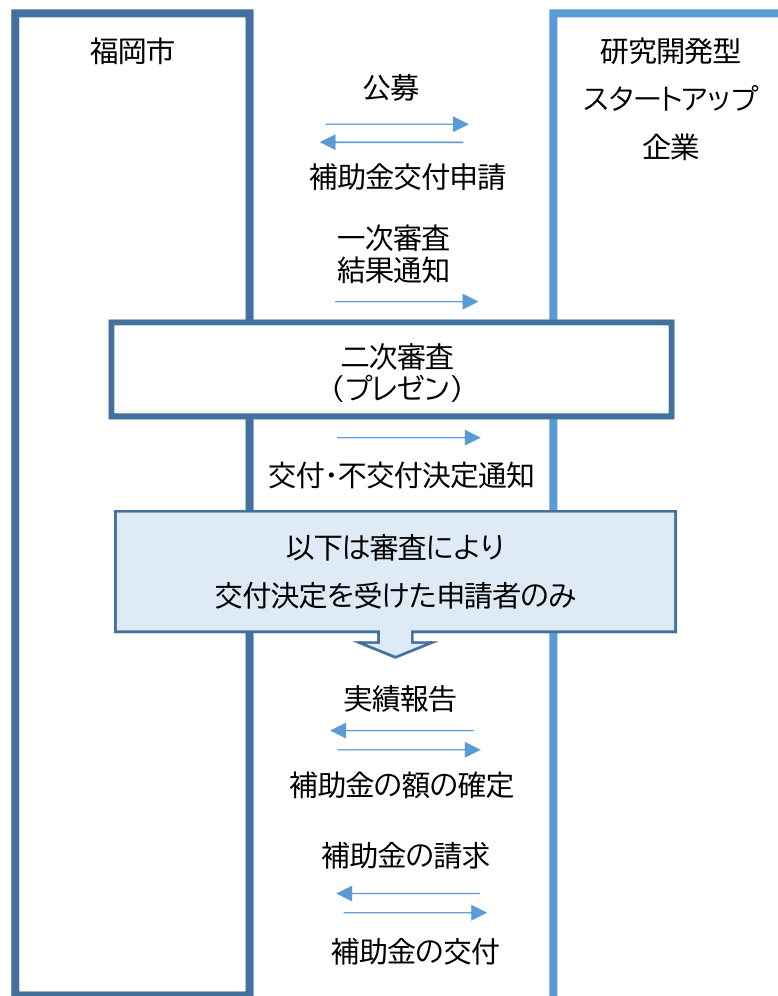 福岡市
研究開発型
スタートアップ
企業
公募
補助金交付申請
一次審査
結果通知
二次審査
（プレゼン）
交付・不交付決定通知
以下は審査により
交付決定を受けた申請者のみ
実績報告
補助金の額の確定
補助金の請求
補助金の交付